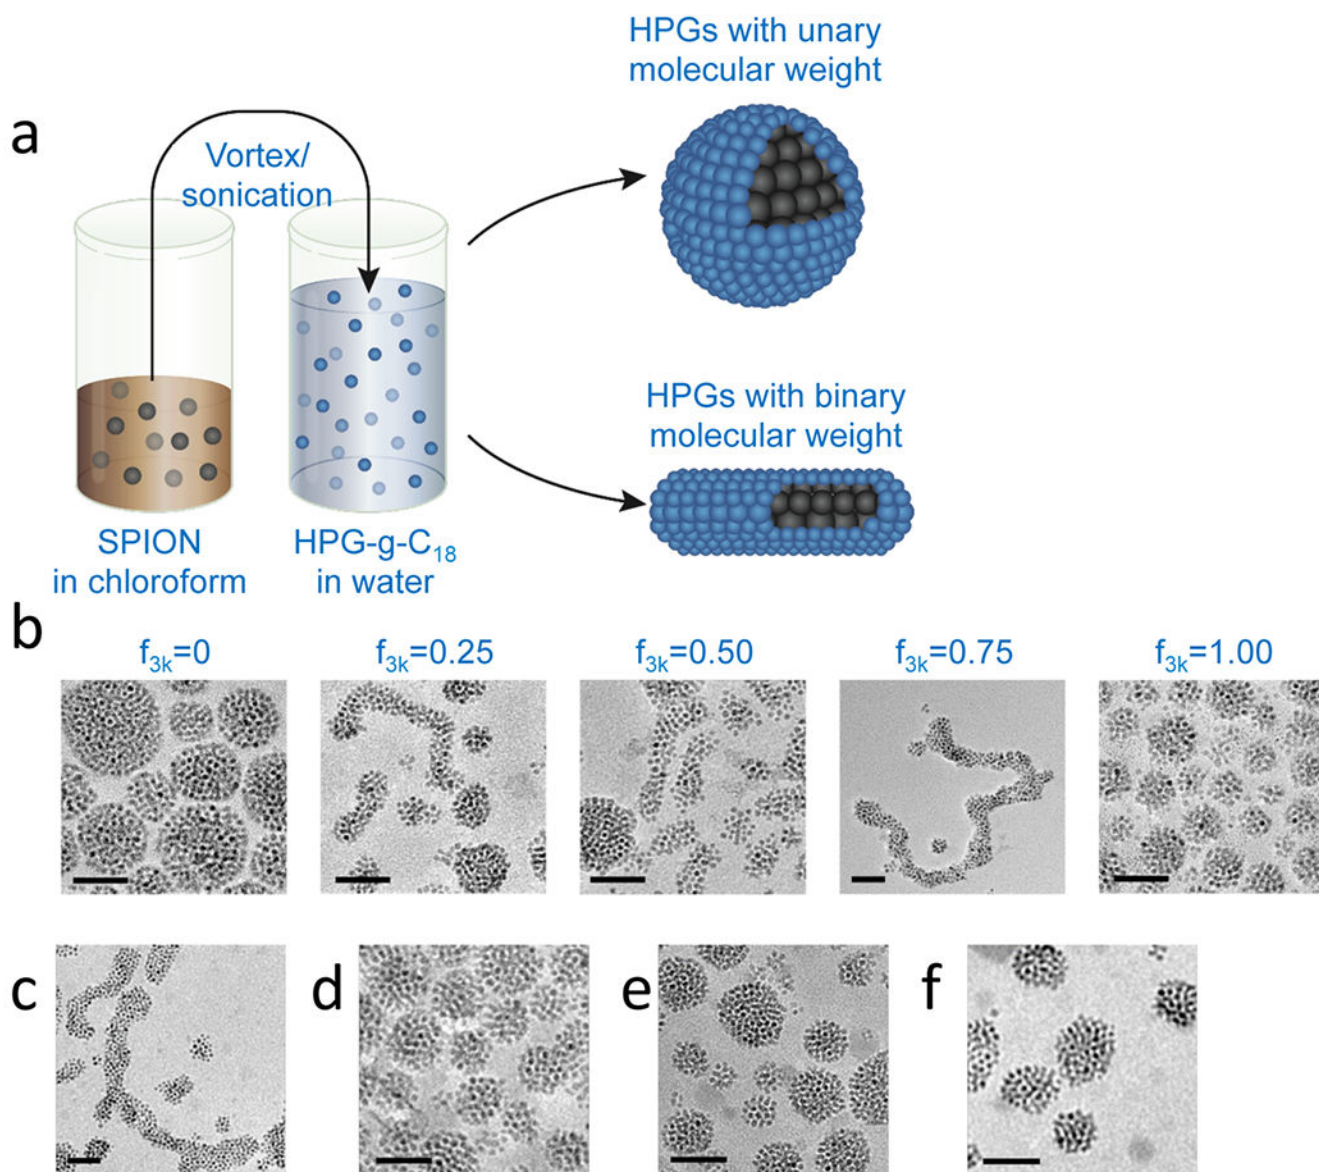 a
Vortex/
sonication
SPION
in chloroform
HPG-g-C₁₈
in water
HPGs with unary
molecular weight
HPGs with binary
molecular weight
b
f₃ₖ=0
f₃ₖ=0.25
f₃ₖ=0.50
f₃ₖ=0.75
f₃ₖ=1.00
c
d
e
f